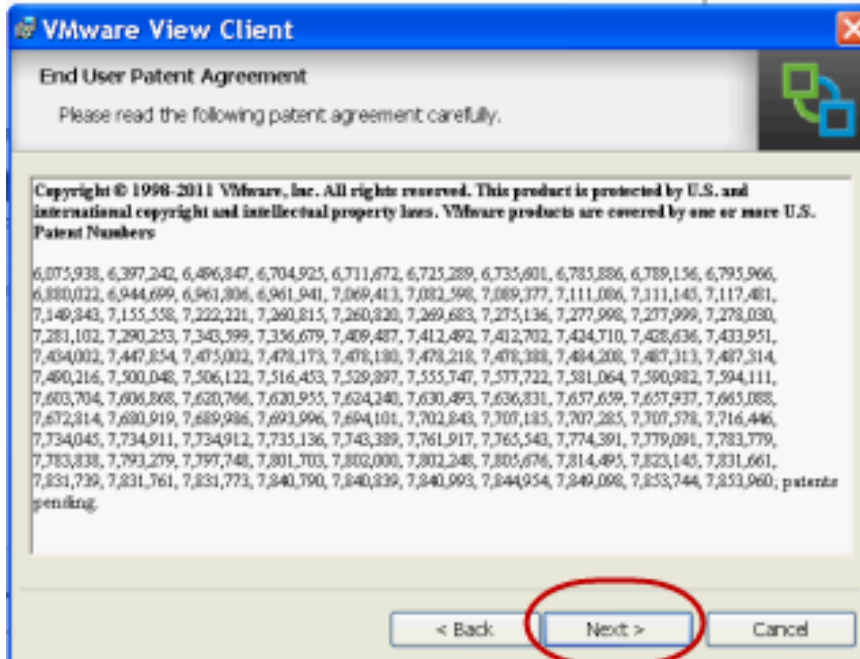 VMware View Client
End User Patent Agreement
Please read the following patent agreement carefully.
Copyright © 1998-2011 VMware, Inc. All rights reserved. This product is protected by U.S. and
international copyright and intellectual property laws. VMware products are covered by one or more U.S.
Patent Numbers
6,075,938, 6,397,242, 6,496,847, 6,704,925, 6,711,672, 6,725,289, 6,735,601, 6,785,886, 6,789,156, 6,795,966,
6,880,022, 6,944,699, 6,961,806, 6,961,941, 7,069,413, 7,082,598, 7,089,377, 7,111,086, 7,111,145, 7,117,481,
7,149,843, 7,155,558, 7,222,221, 7,260,815, 7,260,820, 7,269,683, 7,275,136, 7,277,998, 7,277,999, 7,278,030,
7,281,102, 7,290,253, 7,343,599, 7,356,679, 7,409,487, 7,412,492, 7,412,702, 7,424,710, 7,428,636, 7,433,951,
7,434,002, 7,447,854, 7,475,002, 7,478,173, 7,478,180, 7,478,218, 7,478,388, 7,484,208, 7,487,313, 7,487,314,
7,490,216, 7,500,048, 7,506,122, 7,516,453, 7,529,897, 7,555,747, 7,577,722, 7,581,064, 7,590,982, 7,594,111,
7,603,704, 7,606,868, 7,620,766, 7,620,955, 7,624,240, 7,630,493, 7,636,831, 7,657,659, 7,657,937, 7,665,088,
7,672,814, 7,680,919, 7,689,986, 7,693,996, 7,694,101, 7,702,843, 7,707,185, 7,707,285, 7,707,578, 7,716,446,
7,734,045, 7,734,911, 7,734,912, 7,735,136, 7,743,389, 7,761,917, 7,765,543, 7,774,391, 7,779,091, 7,783,779,
7,783,838, 7,793,279, 7,797,748, 7,801,703, 7,802,000, 7,802,248, 7,805,676, 7,814,495, 7,823,145, 7,831,661,
7,831,739, 7,831,761, 7,831,773, 7,840,790, 7,840,839, 7,840,993, 7,844,954, 7,849,098, 7,853,744, 7,853,960; patents
pending.
< Back
Next >
Cancel